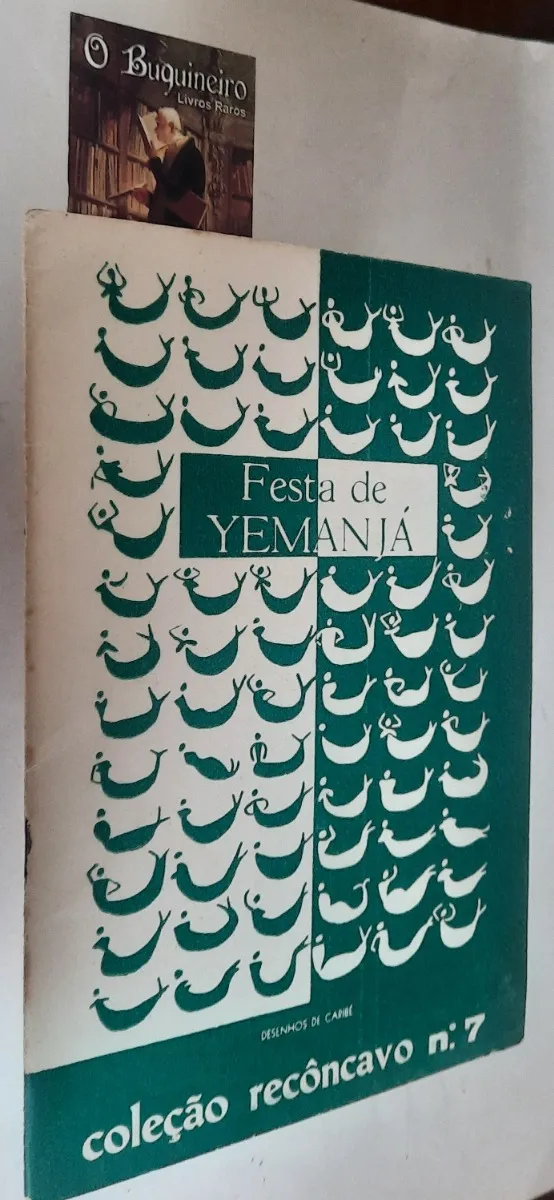 O Buquineiro
Livros Raros
Festa de
YEMANJÁ
DESENHOS DE CARIBÉ
coleção recôncavo n.º 7